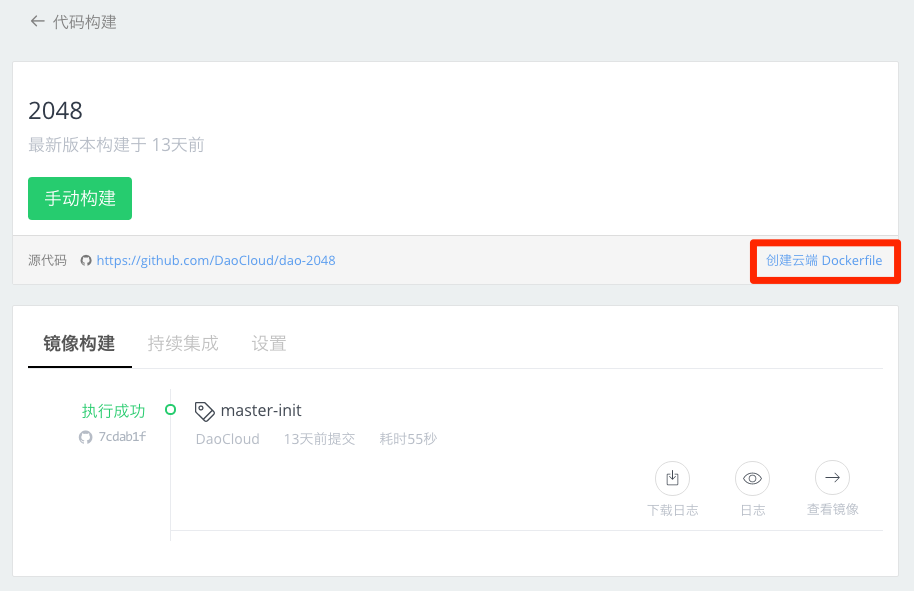 代码构建
2048
最新版本构建于 13天前
手动构建
源代码 https://github.com/DaoCloud/dao-2048 创建云端 Dockerfile
镜像构建 持续集成 设置
执行成功 master-init
7cdab1f DaoCloud 13天前提交 耗时55秒
下载日志 日志 查看镜像